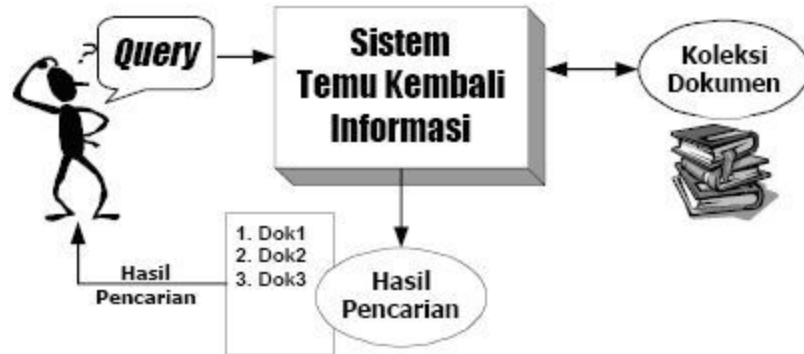 ?
Query
Sistem
Temu Kembali
Informasi
Koleksi
Dokumen
1. Dok1
2. Dok2
3. Dok3
Hasil
Pencarian
Hasil
Pencarian